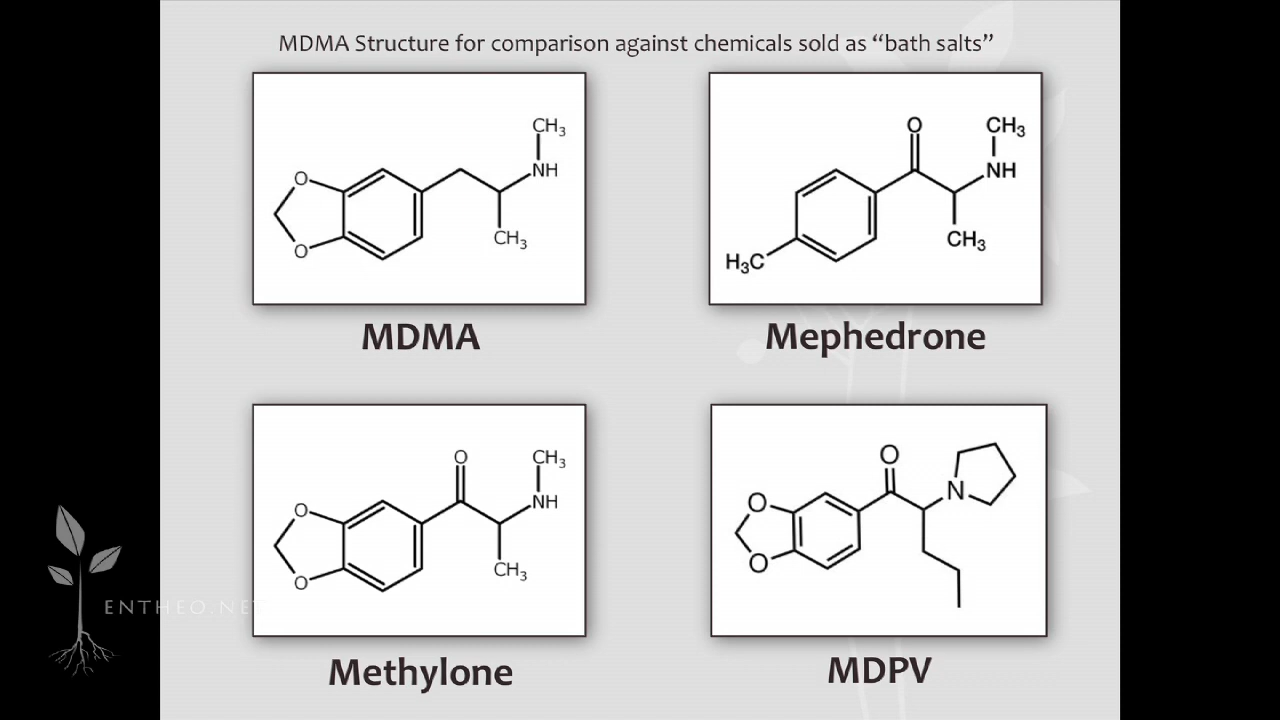 MDMA Structure for comparison against chemicals sold as “bath salts”
CH₃
NH
O
O
CH₃
MDMA
O
CH₃
NH
CH₃
H₃C
Mephedrone
O
CH₃
NH
O
O
CH₃
Methylone
O
N
O
O
MDPV
ENTHEO.NET